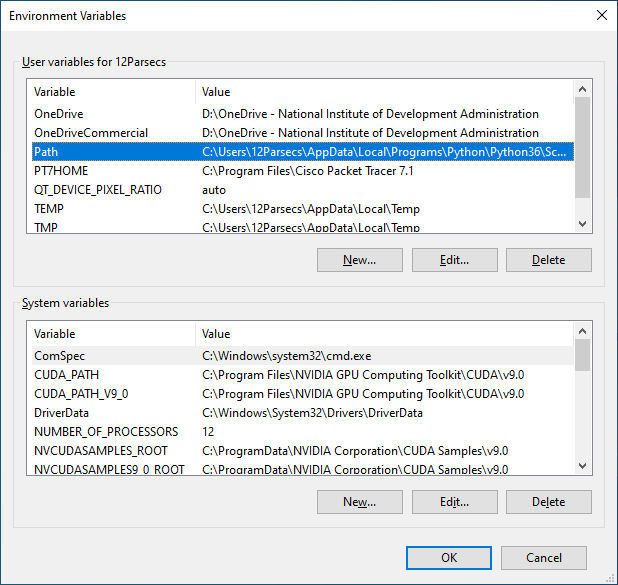 Environment Variables
User variables for 12Parsecs
Variable Value
OneDrive D:\OneDrive - National Institute of Development Administration
OneDriveCommercial D:\OneDrive - National Institute of Development Administration
Path C:\Users\12Parsecs\AppData\Local\Programs\Python\Python36\Sc...
PT7HOME C:\Program Files\Cisco Packet Tracer 7.1
QT_DEVICE_PIXEL_RATIO auto
TEMP C:\Users\12Parsecs\AppData\Local\Temp
TMP C:\Users\12Parsecs\AppData\Local\Temp
New... Edit... Delete
System variables
Variable Value
ComSpec C:\Windows\system32\cmd.exe
CUDA_PATH C:\Program Files\NVIDIA GPU Computing Toolkit\CUDA\v9.0
CUDA_PATH_V9_0 C:\Program Files\NVIDIA GPU Computing Toolkit\CUDA\v9.0
DriverData C:\Windows\System32\Drivers\DriverData
NUMBER_OF_PROCESSORS 12
NVCUDASAMPLES_ROOT C:\ProgramData\NVIDIA Corporation\CUDA Samples\v9.0
NVCUDASAMPLES9_0_ROOT C:\ProgramData\NVIDIA Corporation\CUDA Samples\v9.0
New... Edit... Delete
OK Cancel